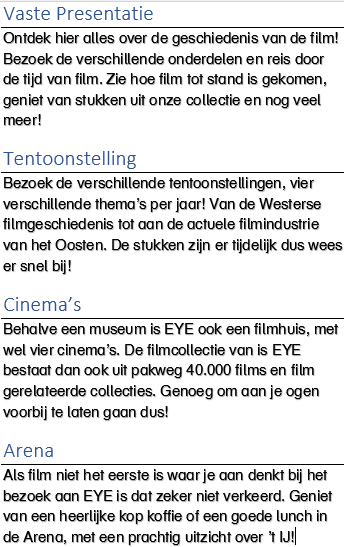 Vaste Presentatie
Ontdek hier alles over de geschiedenis van de film!
Bezoek de verschillende onderdelen en reis door
de tijd van film. Zie hoe film tot stand is gekomen,
geniet van stukken uit onze collectie en nog veel
meer!
Tentoonstelling
Bezoek de verschillende tentoonstellingen, vier
verschillende thema's per jaar! Van de Westerse
filmgeschiedenis tot aan de actuele filmindustrie
van het Oosten. De stukken zijn er tijdelijk dus wees
er snel bij!
Cinema's
Behalve een museum is EYE ook een filmhuis, met
wel vier cinema's. De filmcollectie van is EYE
bestaat dan ook uit pakweg 40.000 films en film
gerelateerde collecties. Genoeg om aan je ogen
voorbij te laten gaan dus!
Arena
Als film niet het eerste is waar je aan denkt bij het
bezoek aan EYE is dat zeker niet verkeerd. Geniet
van een heerlijke kop koffie of een goede lunch in
de Arena, met een prachtig uitzicht over 't IJ!